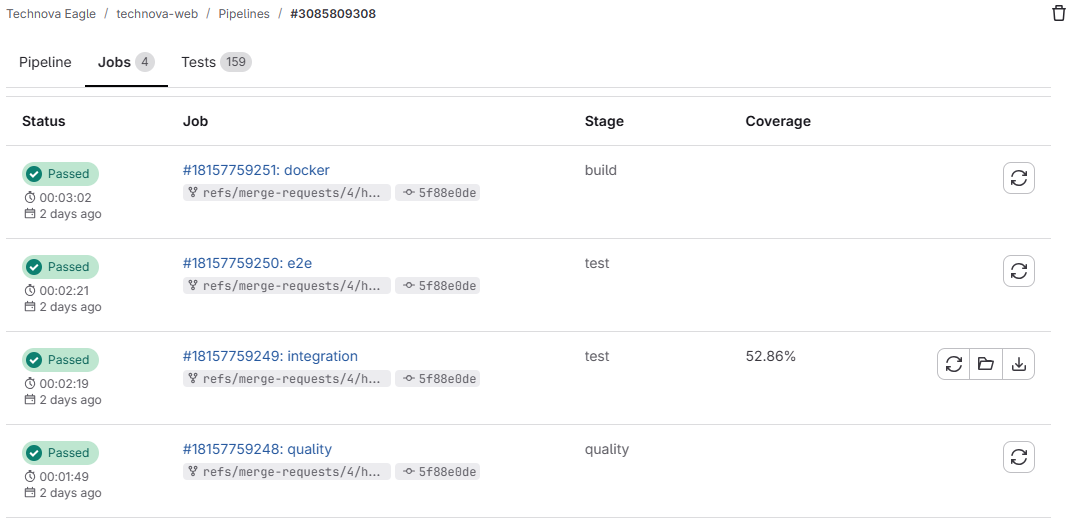 Technova Eagle / technova-web / Pipelines / #3085809308
Pipeline Jobs 4 Tests 159
Status Job Stage Coverage
Passed #18157759251: docker build
refs/merge-requests/4/h... 5f88e0de
00:03:02
2 days ago
Passed #18157759250: e2e test
refs/merge-requests/4/h... 5f88e0de
00:02:21
2 days ago
Passed #18157759249: integration test 52.86%
refs/merge-requests/4/h... 5f88e0de
00:02:19
2 days ago
Passed #18157759248: quality quality
refs/merge-requests/4/h... 5f88e0de
00:01:49
2 days ago